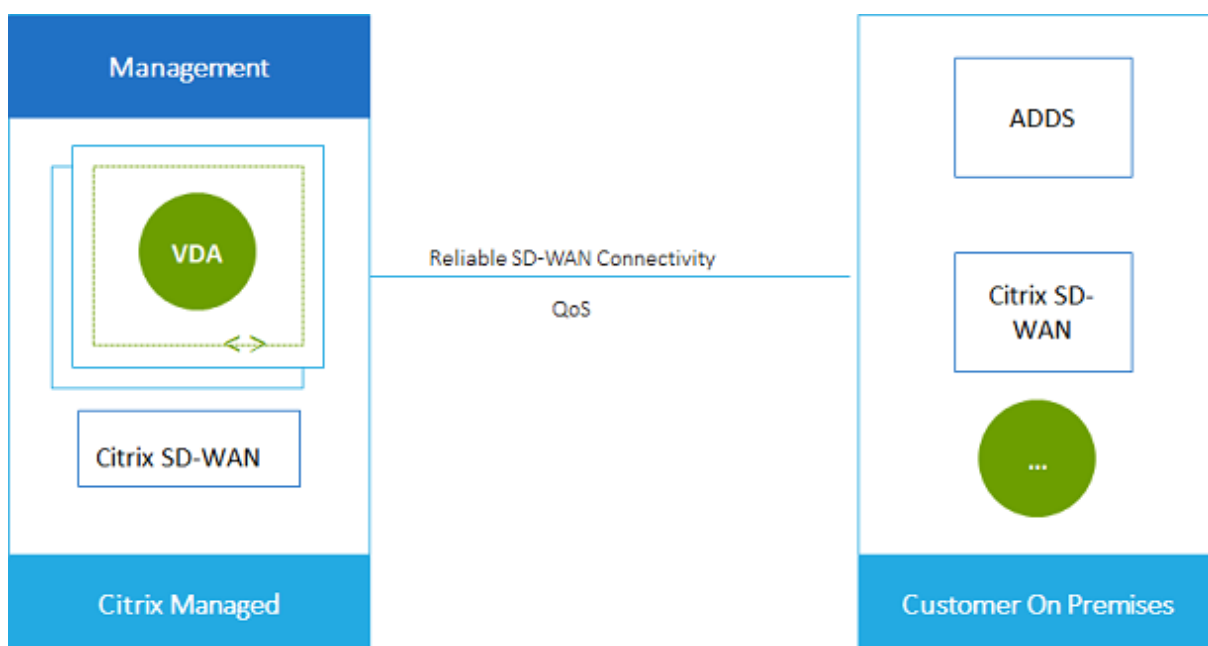 Management
VDA
< >
Citrix SD-WAN
Citrix Managed
Reliable SD-WAN Connectivity
QoS
ADDS
Citrix SD-
WAN
...
Customer On Premises